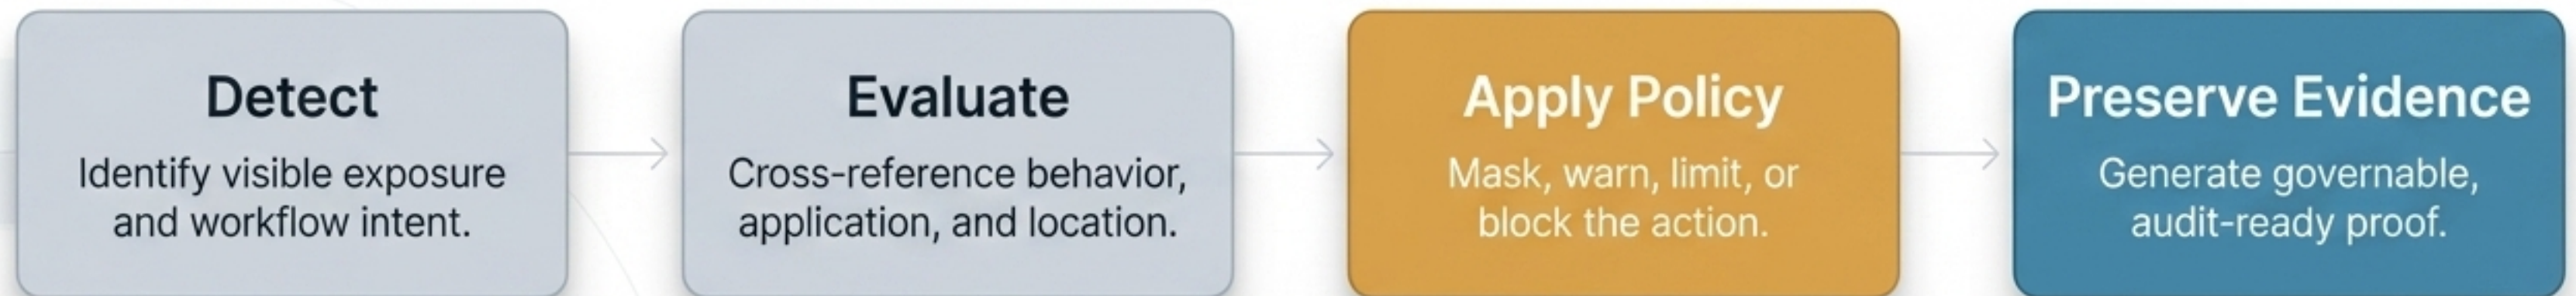 Detect
Identify visible exposure
and workflow intent.
Evaluate
Cross-reference behavior,
application, and location.
Apply Policy
Mask, warn, limit, or
block the action.
Preserve Evidence
Generate governable,
audit-ready proof.